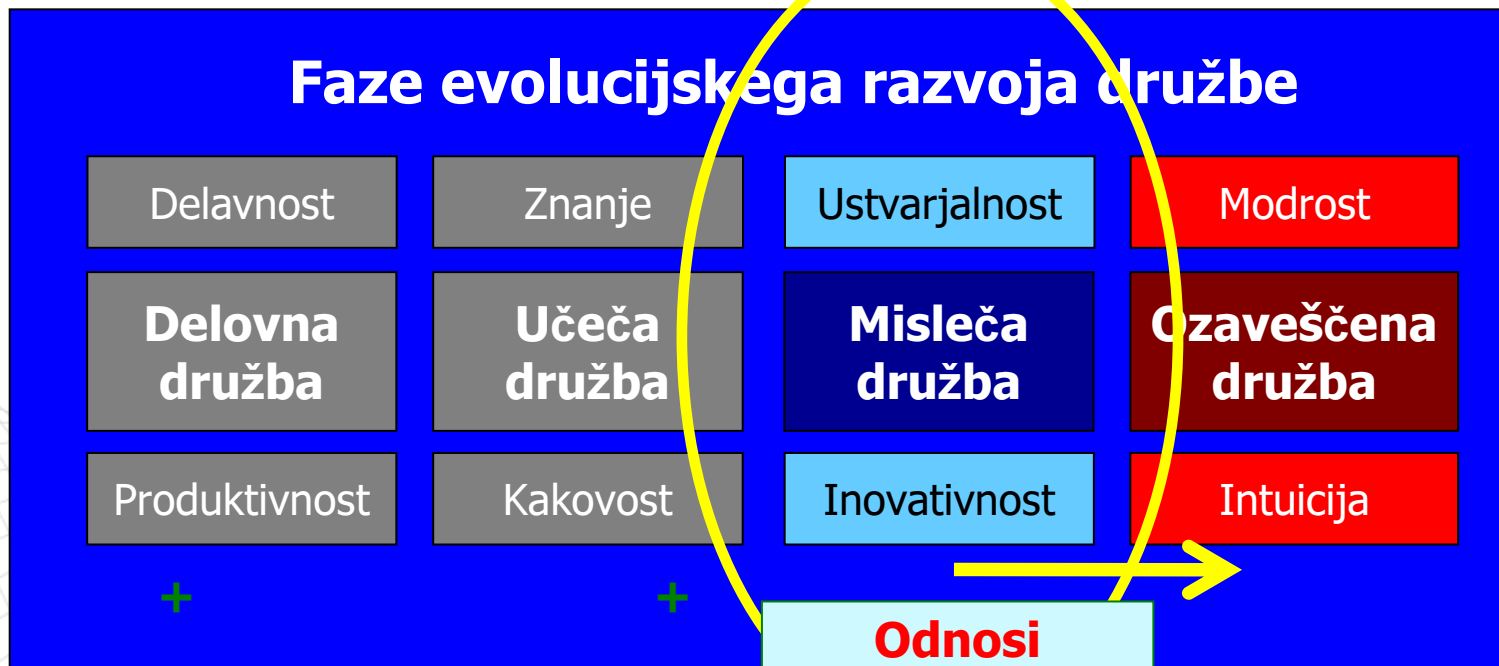 Faze evolucijskega razvoja družbe
Delavnost
Znanje
Ustvarjalnost
Modrost
Delovna
družba
Učeča
družba
Misleča
družba
Ozaveščena
družba
Produktivnost
Kakovost
Inovativnost
Intuicija
+
+
Odnosi